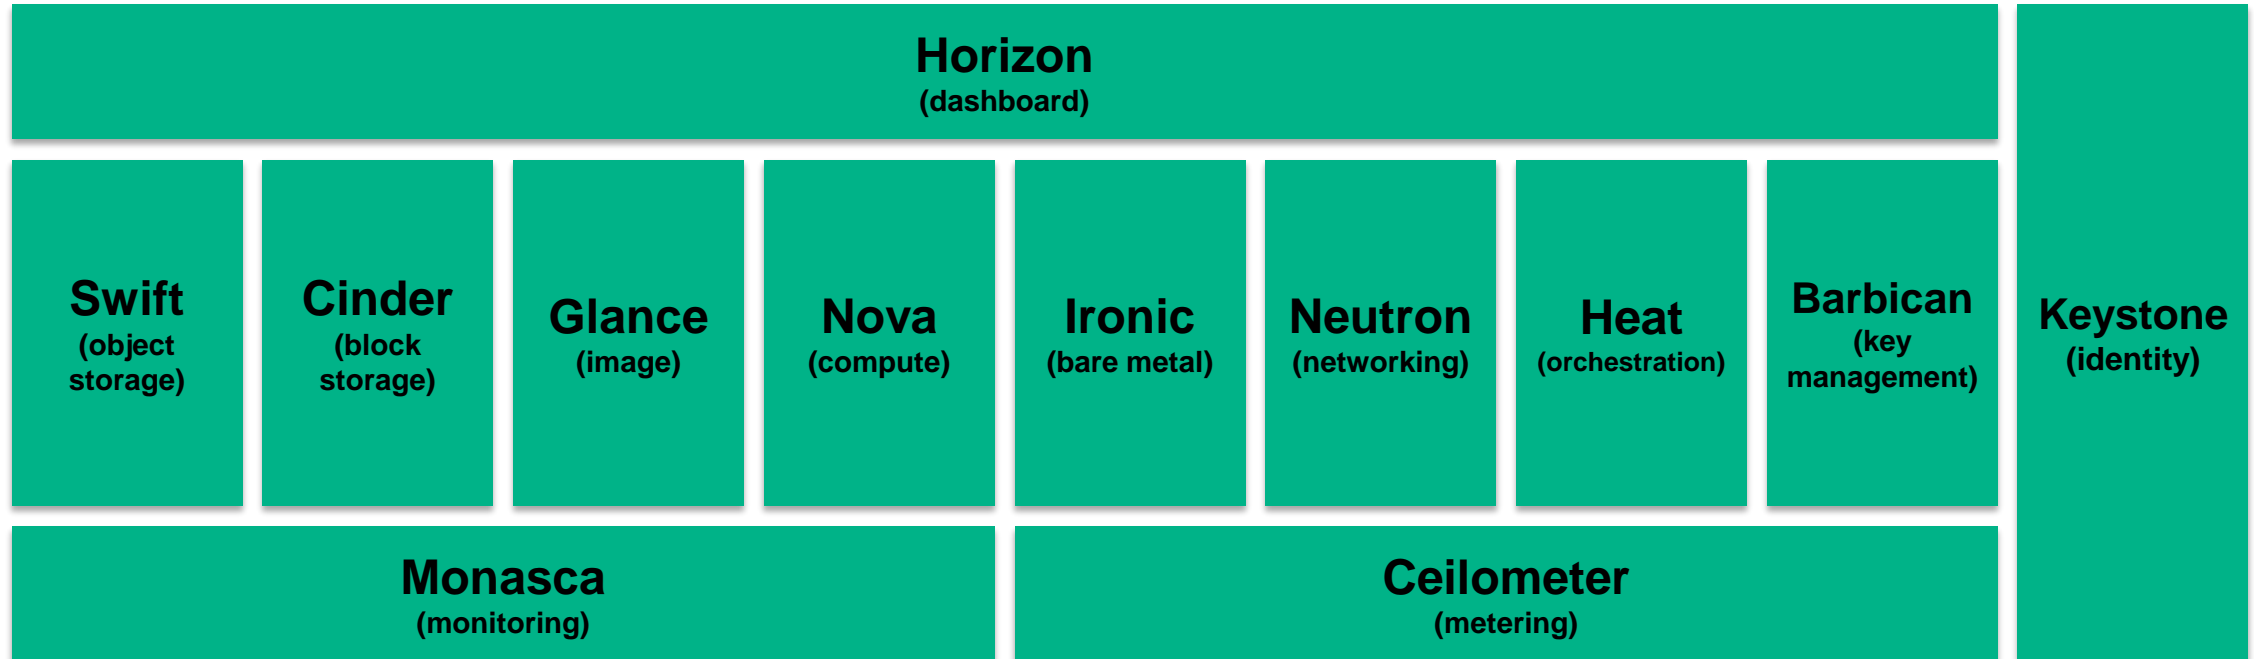 Horizon
(dashboard)
Swift
(object
storage)
Cinder
(block
storage)
Glance
(image)
Nova
(compute)
Ironic
(bare metal)
Neutron
(networking)
Heat
(orchestration)
Barbican
(key
management)
Keystone
(identity)
Monasca
(monitoring)
Ceilometer
(metering)